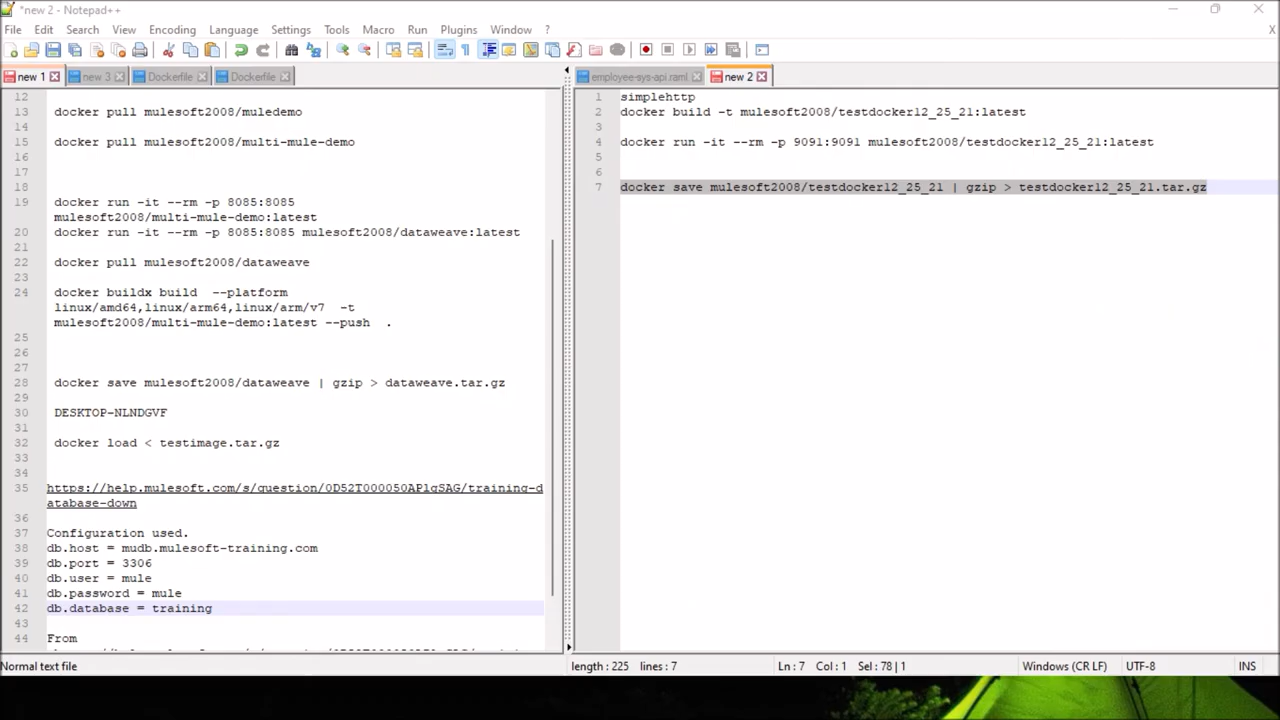 *new 2 - Notepad++
File Edit Search View Encoding Language Settings Tools Macro Run Plugins Window ? X
new 1 new 3 Dockerfile Dockerfile
12
13 docker pull mulesoft2008/muledemo
14
15 docker pull mulesoft2008/multi-mule-demo
16
17
18
19 docker run -it --rm -p 8085:8085
mulesoft2008/multi-mule-demo:latest
20 docker run -it --rm -p 8085:8085 mulesoft2008/dataweave:latest
21
22 docker pull mulesoft2008/dataweave
23
24 docker buildx build --platform
linux/amd64,linux/arm64,linux/arm/v7 -t
mulesoft2008/multi-mule-demo:latest --push .
25
26
27
28 docker save mulesoft2008/dataweave | gzip > dataweave.tar.gz
29
30 DESKTOP-NLNDGVF
31
32 docker load < testimage.tar.gz
33
34
35 https://help.mulesoft.com/s/question/0D52T000050APlqSAG/training-d
atabase-down
36
37 Configuration used.
38 db.host = mudb.mulesoft-training.com
39 db.port = 3306
40 db.user = mule
41 db.password = mule
42 db.database = training
43
44 From
employee-sys-api.raml new 2
1 simplehttp
2 docker build -t mulesoft2008/testdocker12_25_21:latest
3
4 docker run -it --rm -p 9091:9091 mulesoft2008/testdocker12_25_21:latest
5
6
7 docker save mulesoft2008/testdocker12_25_21 | gzip > testdocker12_25_21.tar.gz
Normal text file length : 225 lines : 7 Ln : 7 Col : 1 Sel : 78 | 1 Windows (CR LF) UTF-8 INS